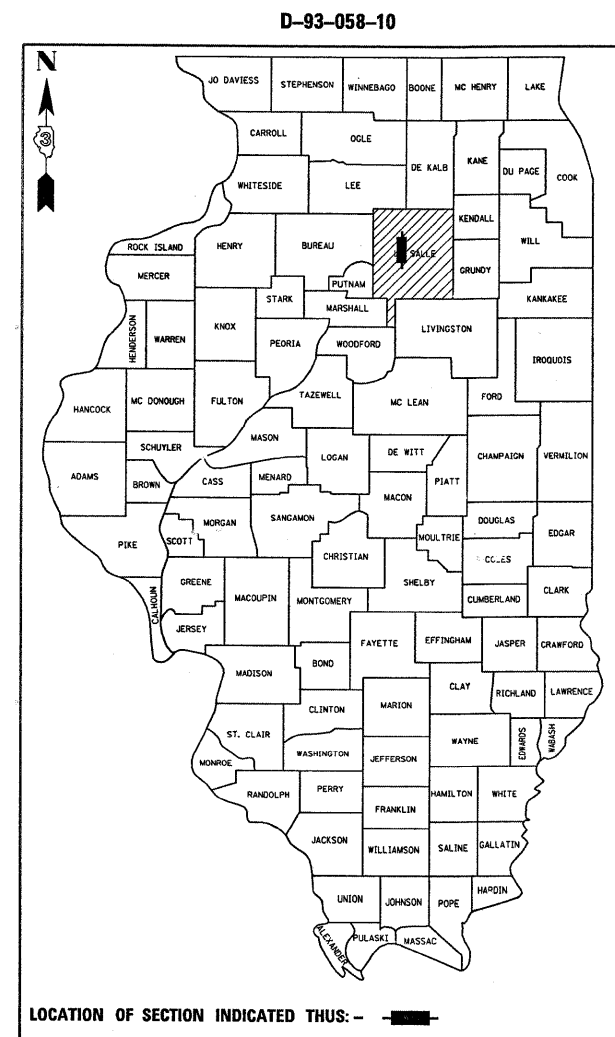 D-93-058-10
N
3
JO DAVIESS STEPHENSON WINNEBAGO BOONE MC HENRY LAKE
CARROLL OGLE
DE KALB KANE DU PAGE COOK
WHITESIDE LEE
KENDALL
ROCK ISLAND HENRY BUREAU SALLE WILL
MERCER PUTNAM GRUNDY
STARK MARSHALL KANKAKEE
HENDERSON WARREN KNOX PEORIA WOODFORD LIVINGSTON IROQUOIS
HANCOCK MC DONOUGH FULTON TAZEWELL MC LEAN FORD
SCHUYLER MASON LOGAN DE WITT CHAMPAIGN VERMILION
ADAMS BROWN CASS MENARD MACON PIATT
PIKE SCOTT MORGAN SANGAMON CHRISTIAN MOULTRIE DOUGLAS EDGAR
COLES
GREENE MACOUPIN MONTGOMERY SHELBY CUMBERLAND CLARK
CALHOUN JERSEY FAYETTE EFFINGHAM JASPER CRAWFORD
MADISON BOND CLAY RICHLAND LAWRENCE
CLINTON MARION
ST. CLAIR WASHINGTON JEFFERSON WAYNE EDWARDS WABASH
MONROE
RANDOLPH PERRY FRANKLIN HAMILTON WHITE
JACKSON WILLIAMSON SALINE GALLATIN
UNION JOHNSON POPE HARDIN
ALEXANDER PULASKI MASSAC
LOCATION OF SECTION INDICATED THUS: -